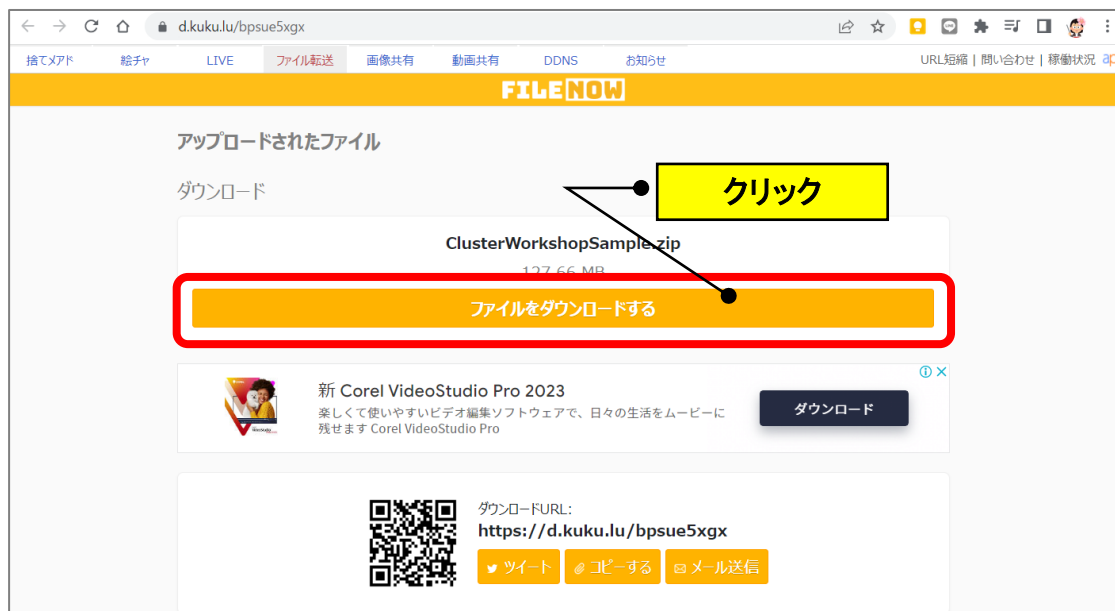 d.kuku.lu/bpsue5xgx
捨てメアド 絵チャ LIVE ファイル転送 画像共有 動画共有 DDNS お知らせ URL短縮 | 問い合わせ | 稼働状況 ap
FILENOW
アップロードされたファイル
ダウンロード
クリック
ClusterWorkshopSample.zip
127.66 MB
ファイルをダウンロードする
新 Corel VideoStudio Pro 2023
楽しくて使いやすいビデオ編集ソフトウェアで、日々の生活をムービーに
残せます Corel VideoStudio Pro
ダウンロード
ダウンロードURL:
https://d.kuku.lu/bpsue5xgx
ツイート コピーする メール送信